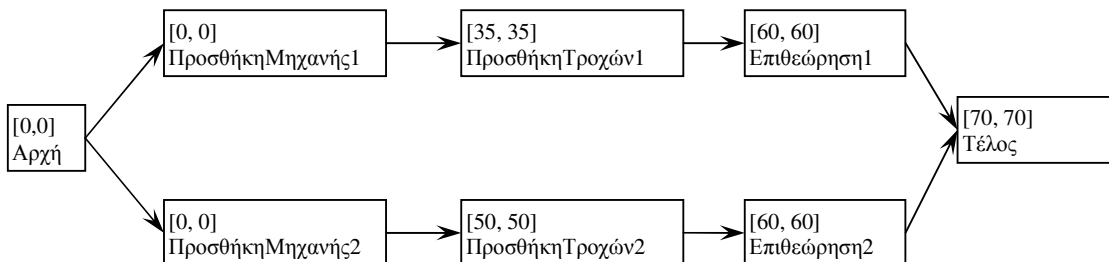 [0, 0]
ΠροσθήκηΜηχανής1
[35, 35]
ΠροσθήκηΤροχών1
[60, 60]
Επιθεώρηση1
[0,0]
Αρχή
[70, 70]
Τέλος
[0, 0]
ΠροσθήκηΜηχανής2
[50, 50]
ΠροσθήκηΤροχών2
[60, 60]
Επιθεώρηση2